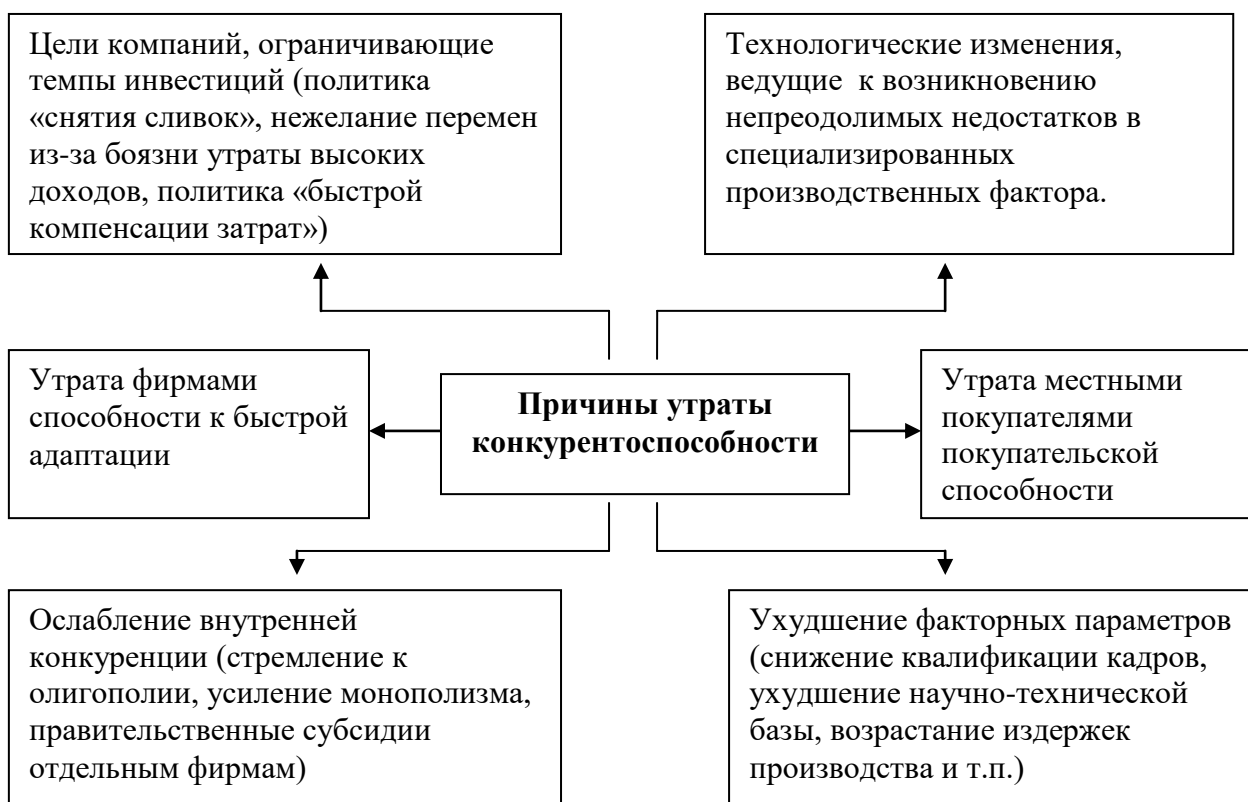 Цели компаний, ограничивающие
темпы инвестиций (политика
«снятия сливок», нежелание перемен
из-за боязни утраты высоких
доходов, политика «быстрой
компенсации затрат»)
Технологические изменения,
ведущие к возникновению
непреодолимых недостатков в
специализированных
производственных фактора.
Утрата фирмами
способности к быстрой
адаптации
Причины утраты
конкурентоспособности
Утрата местными
покупателями
покупательской
способности
Ослабление внутренней
конкуренции (стремление к
олигополии, усиление монополизма,
правительственные субсидии
отдельным фирмам)
Ухудшение факторных параметров
(снижение квалификации кадров,
ухудшение научно-технической
базы, возрастание издержек
производства и т.п.)